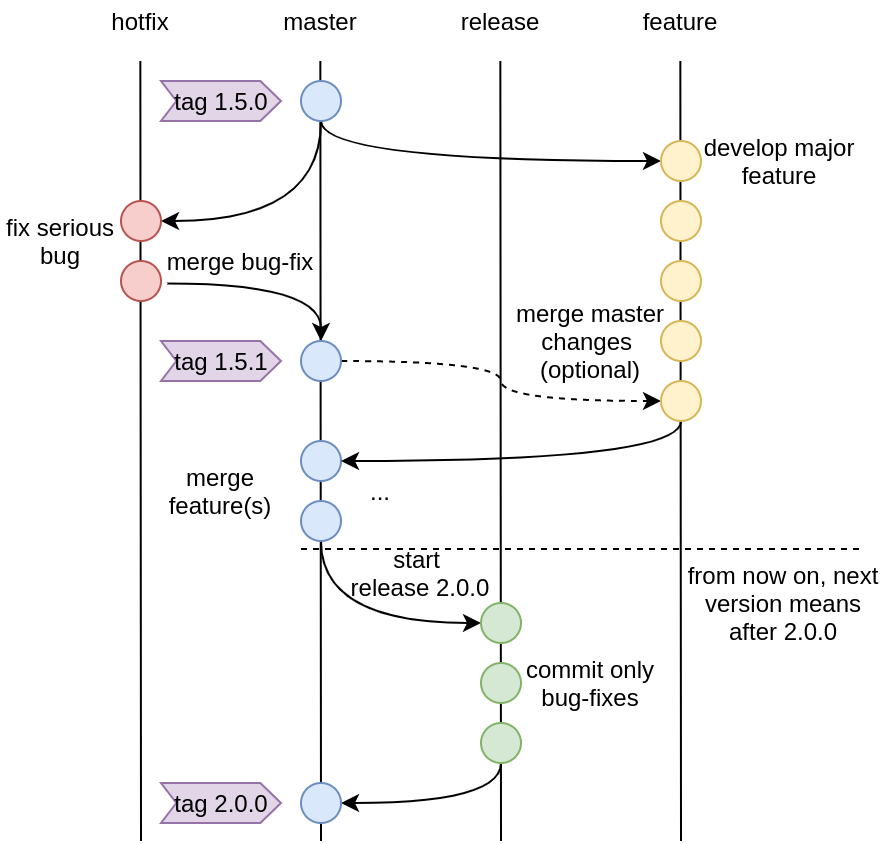 hotfix
master
release
feature
tag 1.5.0
develop major
feature
fix serious
bug
merge bug-fix
merge master
changes
(optional)
tag 1.5.1
merge
feature(s)
...
start
release 2.0.0
from now on, next
version means
after 2.0.0
commit only
bug-fixes
tag 2.0.0